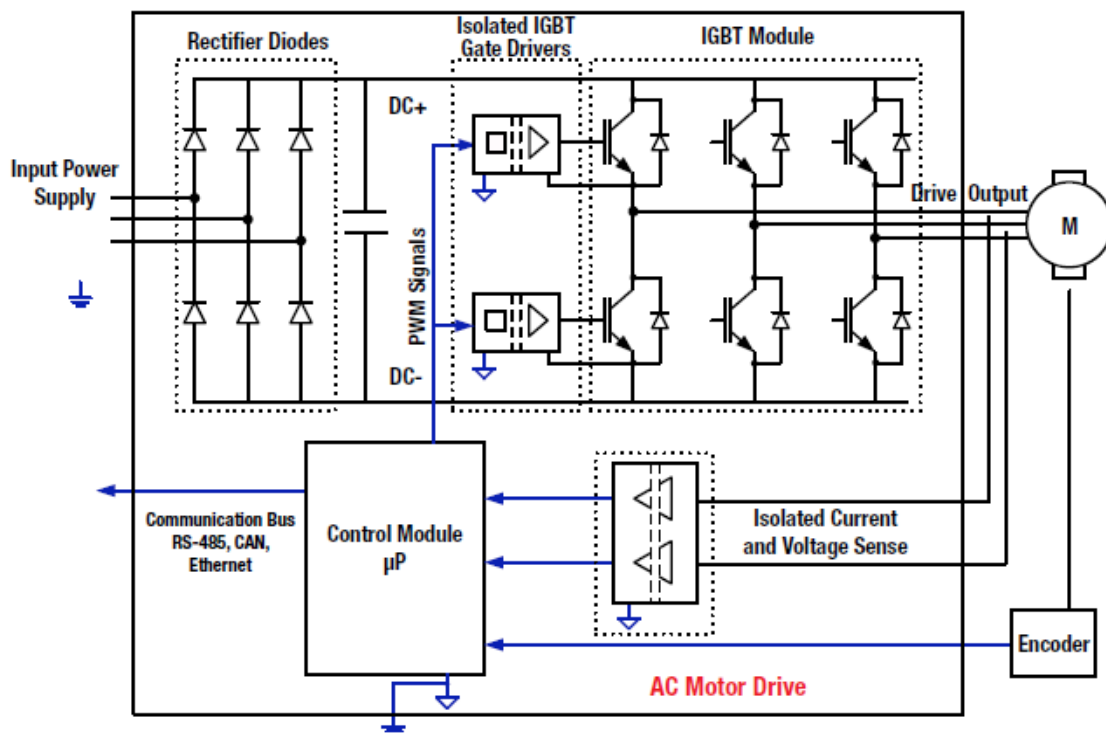 Rectifier Diodes
Isolated IGBT
Gate Drivers
IGBT Module
DC+
Input Power
Supply
PWM Signals
Drive Output
M
DC-
Communication Bus
RS-485, CAN,
Ethernet
Control Module
µP
Isolated Current
and Voltage Sense
Encoder
AC Motor Drive